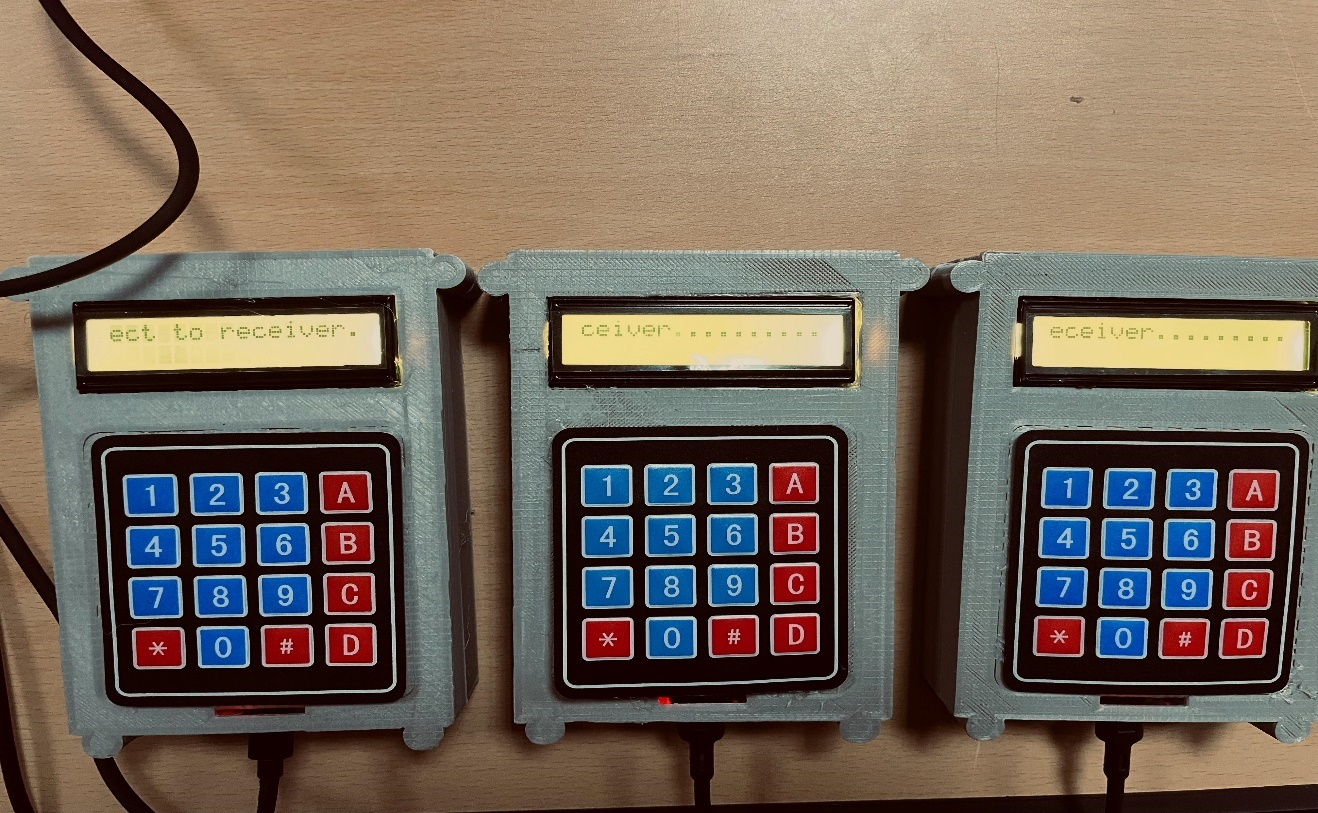 ect to receiver.
1 2 3 A
4 5 6 B
7 8 9 C
* 0 # D
ceiver..........
1 2 3 A
4 5 6 B
7 8 9 C
* 0 # D
eceiver.........
1 2 3 A
4 5 6 B
7 8 9 C
* 0 # D